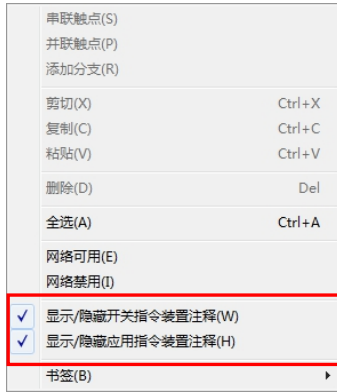 串联触点(S)
并联触点(P)
添加分支(R)
剪切(X) Ctrl+X
复制(C) Ctrl+C
粘贴(V) Ctrl+V
删除(D) Del
全选(A) Ctrl+A
网络可用(E)
网络禁用(I)
显示/隐藏开关指令装置注释(W)
显示/隐藏应用指令装置注释(H)
书签(B)